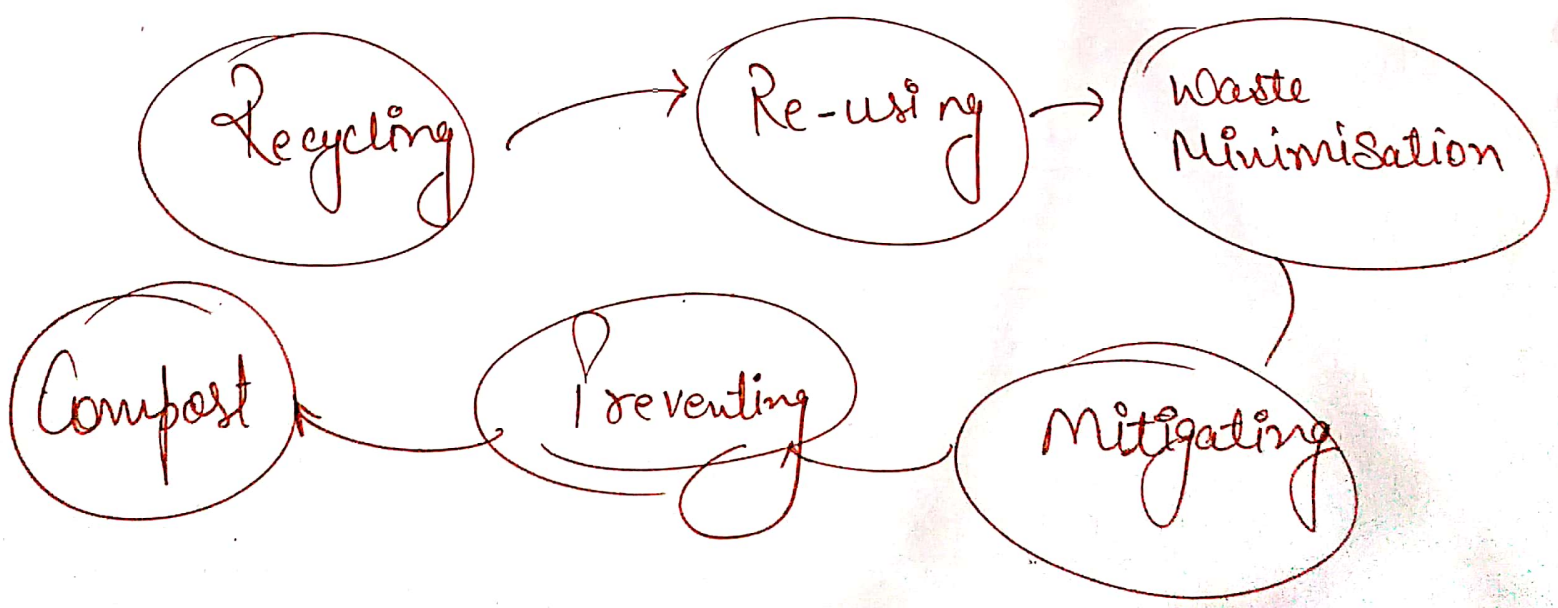 Recycling
Re-using
Waste
Minimisation
Mitigating
Preventing
Compost